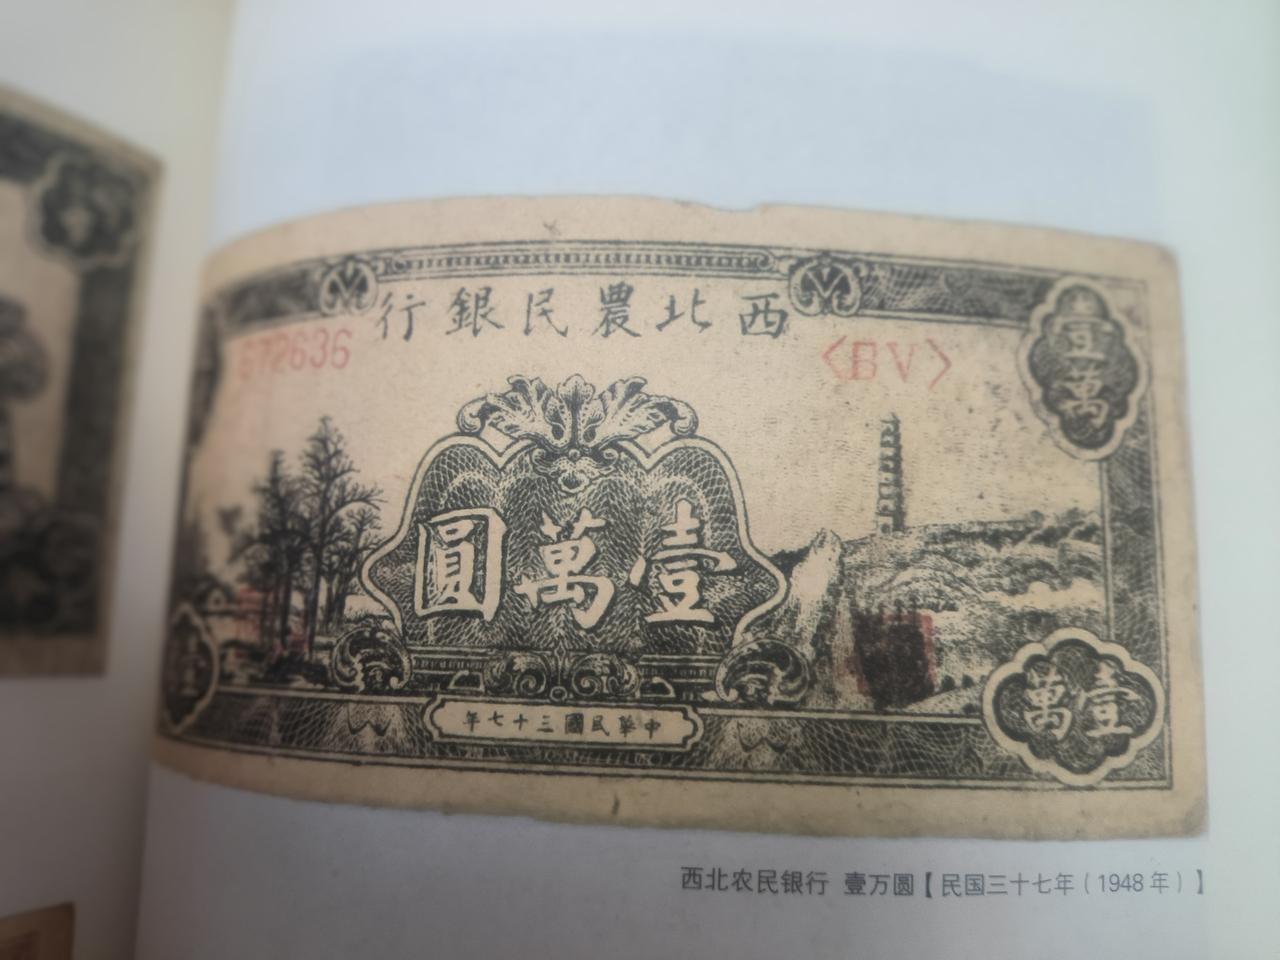 西北農民銀行
672636
<BV>
壹萬
壹萬圓
壹
壹萬
中華民國三十七年
西北农民银行 壹万圆【民国三十七年（1948年）】